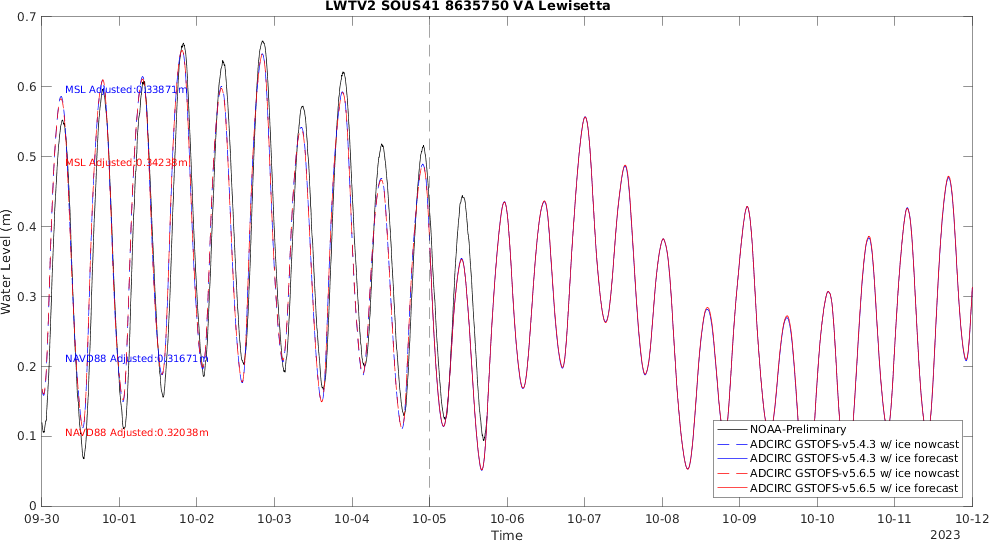 LWTV2 SOUS41 8635750 VA Lewisetta
0.7
0.6
0.5
0.4
0.3
0.2
0.1
0
Water Level (m)
MSL Adjusted:0.33871m
MSL Adjusted:0.34238m
NAVD88 Adjusted:0.31671m
NAVD88 Adjusted:0.32038m
NOAA-Preliminary
ADCIRC GSTOFS-v5.4.3 w/ ice nowcast
ADCIRC GSTOFS-v5.4.3 w/ ice forecast
ADCIRC GSTOFS-v5.6.5 w/ ice nowcast
ADCIRC GSTOFS-v5.6.5 w/ ice forecast
09-30 10-01 10-02 10-03 10-04 10-05 10-06 10-07 10-08 10-09 10-10 10-11 10-12
Time
2023